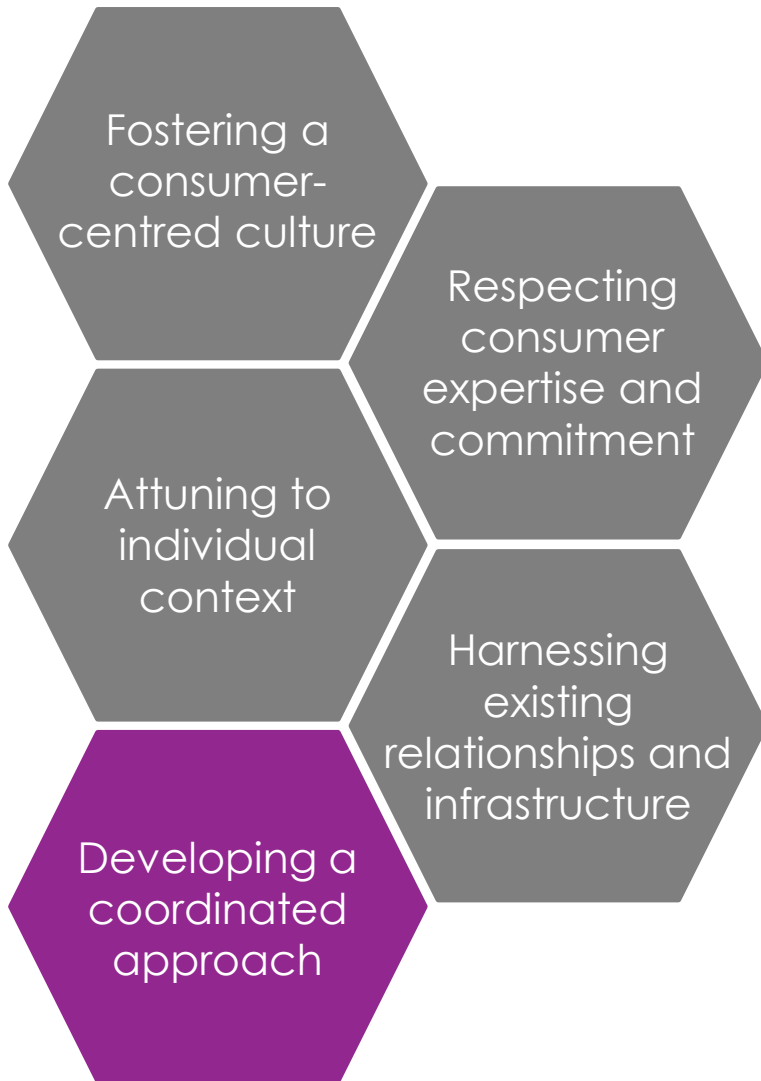 Fostering a
consumer-
centred culture
Respecting
consumer
expertise and
commitment
Attuning to
individual
context
Harnessing
existing
relationships and
infrastructure
Developing a
coordinated
approach